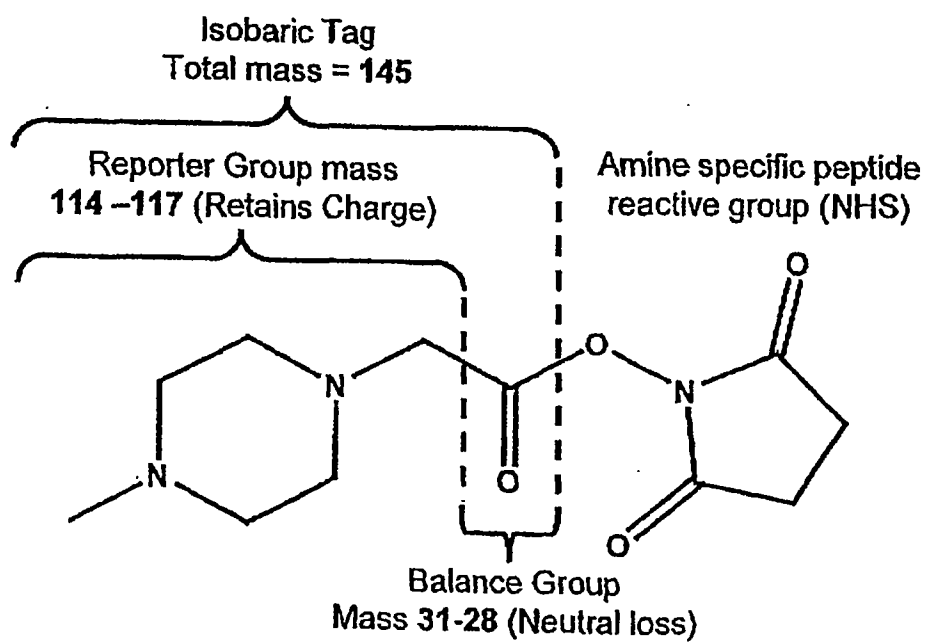 Isobaric Tag
Total mass = 145
Reporter Group mass
114 –117 (Retains Charge)
Amine specific peptide
reactive group (NHS)
O
O
N
N
N
O
O
Balance Group
Mass 31-28 (Neutral loss)